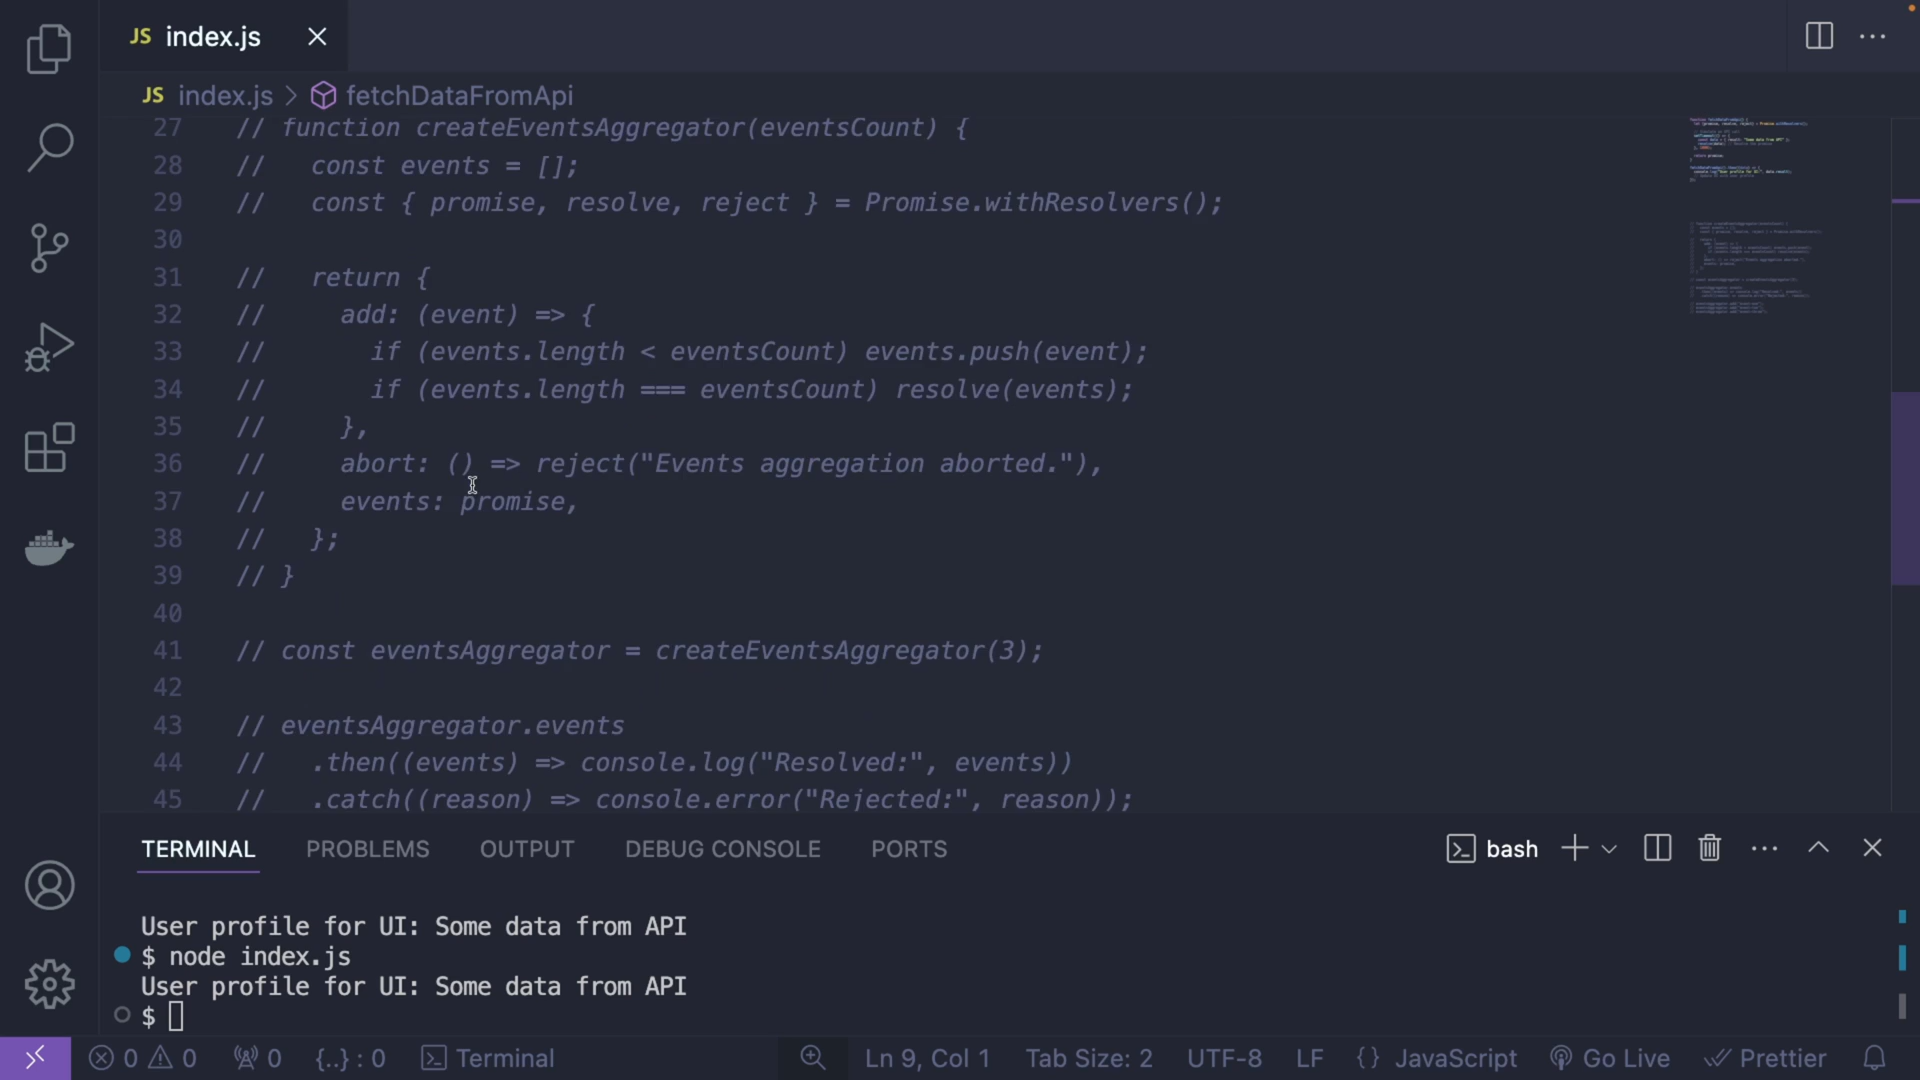 JS index.js
JS index.js > fetchDataFromApi
27 // function createEventsAggregator(eventsCount) {
28 //   const events = [];
29 //   const { promise, resolve, reject } = Promise.withResolvers();
30
31 //   return {
32 //     add: (event) => {
33 //       if (events.length < eventsCount) events.push(event);
34 //       if (events.length === eventsCount) resolve(events);
35 //     },
36 //     abort: () => reject("Events aggregation aborted."),
37 //     events: promise,
38 //   };
39 // }
40
41 // const eventsAggregator = createEventsAggregator(3);
42
43 // eventsAggregator.events
44 //   .then((events) => console.log("Resolved:", events))
45 //   .catch((reason) => console.error("Rejected:", reason));
TERMINAL PROBLEMS OUTPUT DEBUG CONSOLE PORTS bash
User profile for UI: Some data from API
$ node index.js
User profile for UI: Some data from API
$
0 0 0 {..} : 0 Terminal Ln 9, Col 1 Tab Size: 2 UTF-8 LF {} JavaScript Go Live Prettier